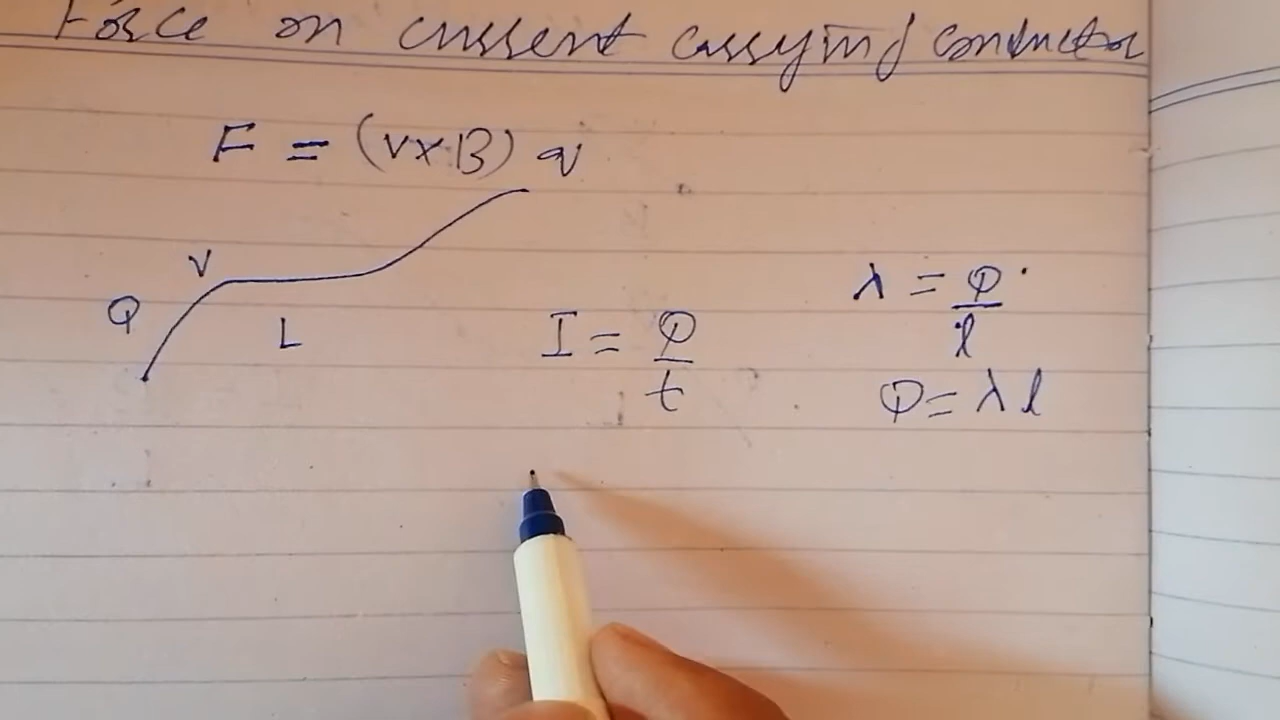 Force on current carrying conductor
F = (v×B) q
V
Q
L
I = Q/t
λ = Q/l
Q = λ l